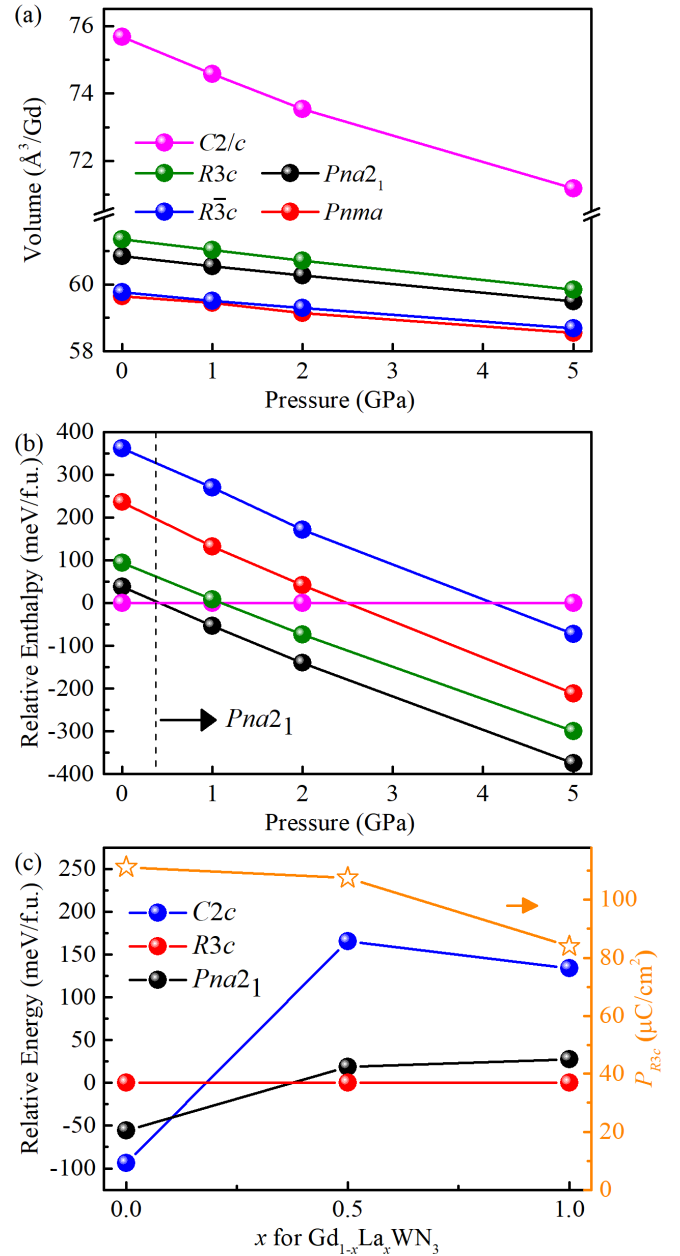 (a)
76
74
72
60
58
Volume (Å³/Gd)
C2/c
R3c
Pna2₁
R3̅c
Pnma
0 1 2 3 4 5
Pressure (GPa)
(b)
400
300
200
100
0
-100
-200
-300
-400
Relative Enthalpy (meV/f.u.)
Pna2₁
0 1 2 3 4 5
Pressure (GPa)
(c)
250
200
150
100
50
0
-50
-100
Relative Energy (meV/f.u.)
C2c
R3c
Pna2₁
100
80
60
40
20
0
P_R3c (μC/cm²)
0.0 0.5 1.0
x for Gd₁₋ₓLaₓWN₃